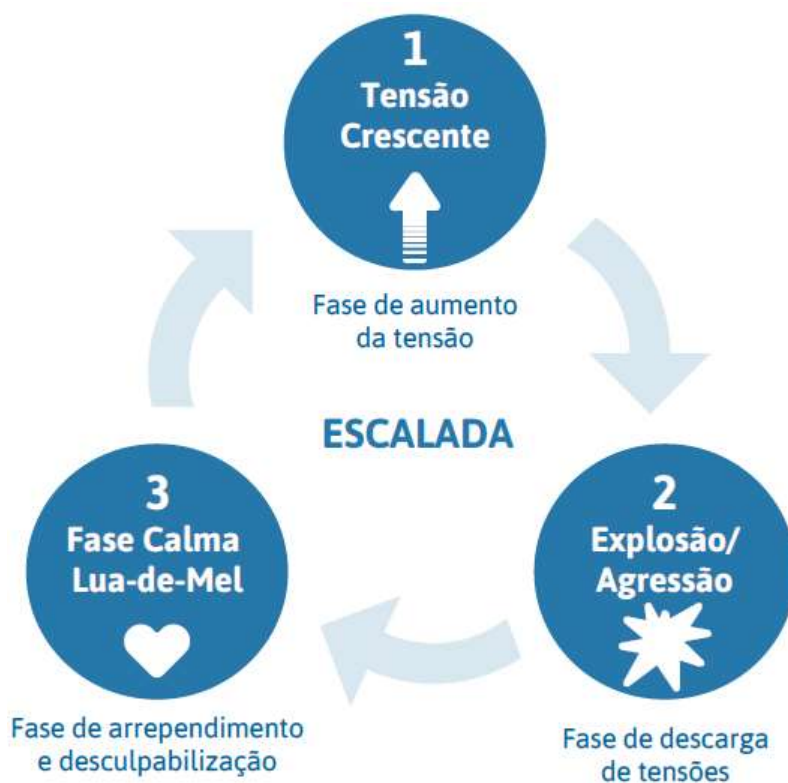 1
Tensão
Crescente
Fase de aumento
da tensão
ESCALADA
2
Explosão/
Agressão
Fase de descarga
de tensões
3
Fase Calma
Lua-de-Mel
Fase de arrependimento
e desculpabilização